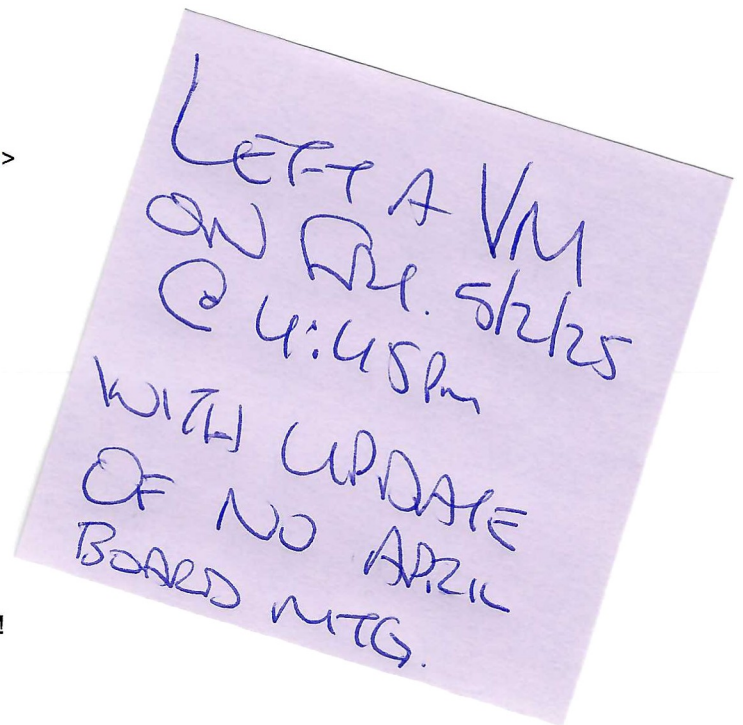 >
LEFT A VM
ON FRI. 5/2/25
@ 4:45pm
WITH UPDATE
OF NO APRIL
BOARD MTG.
!